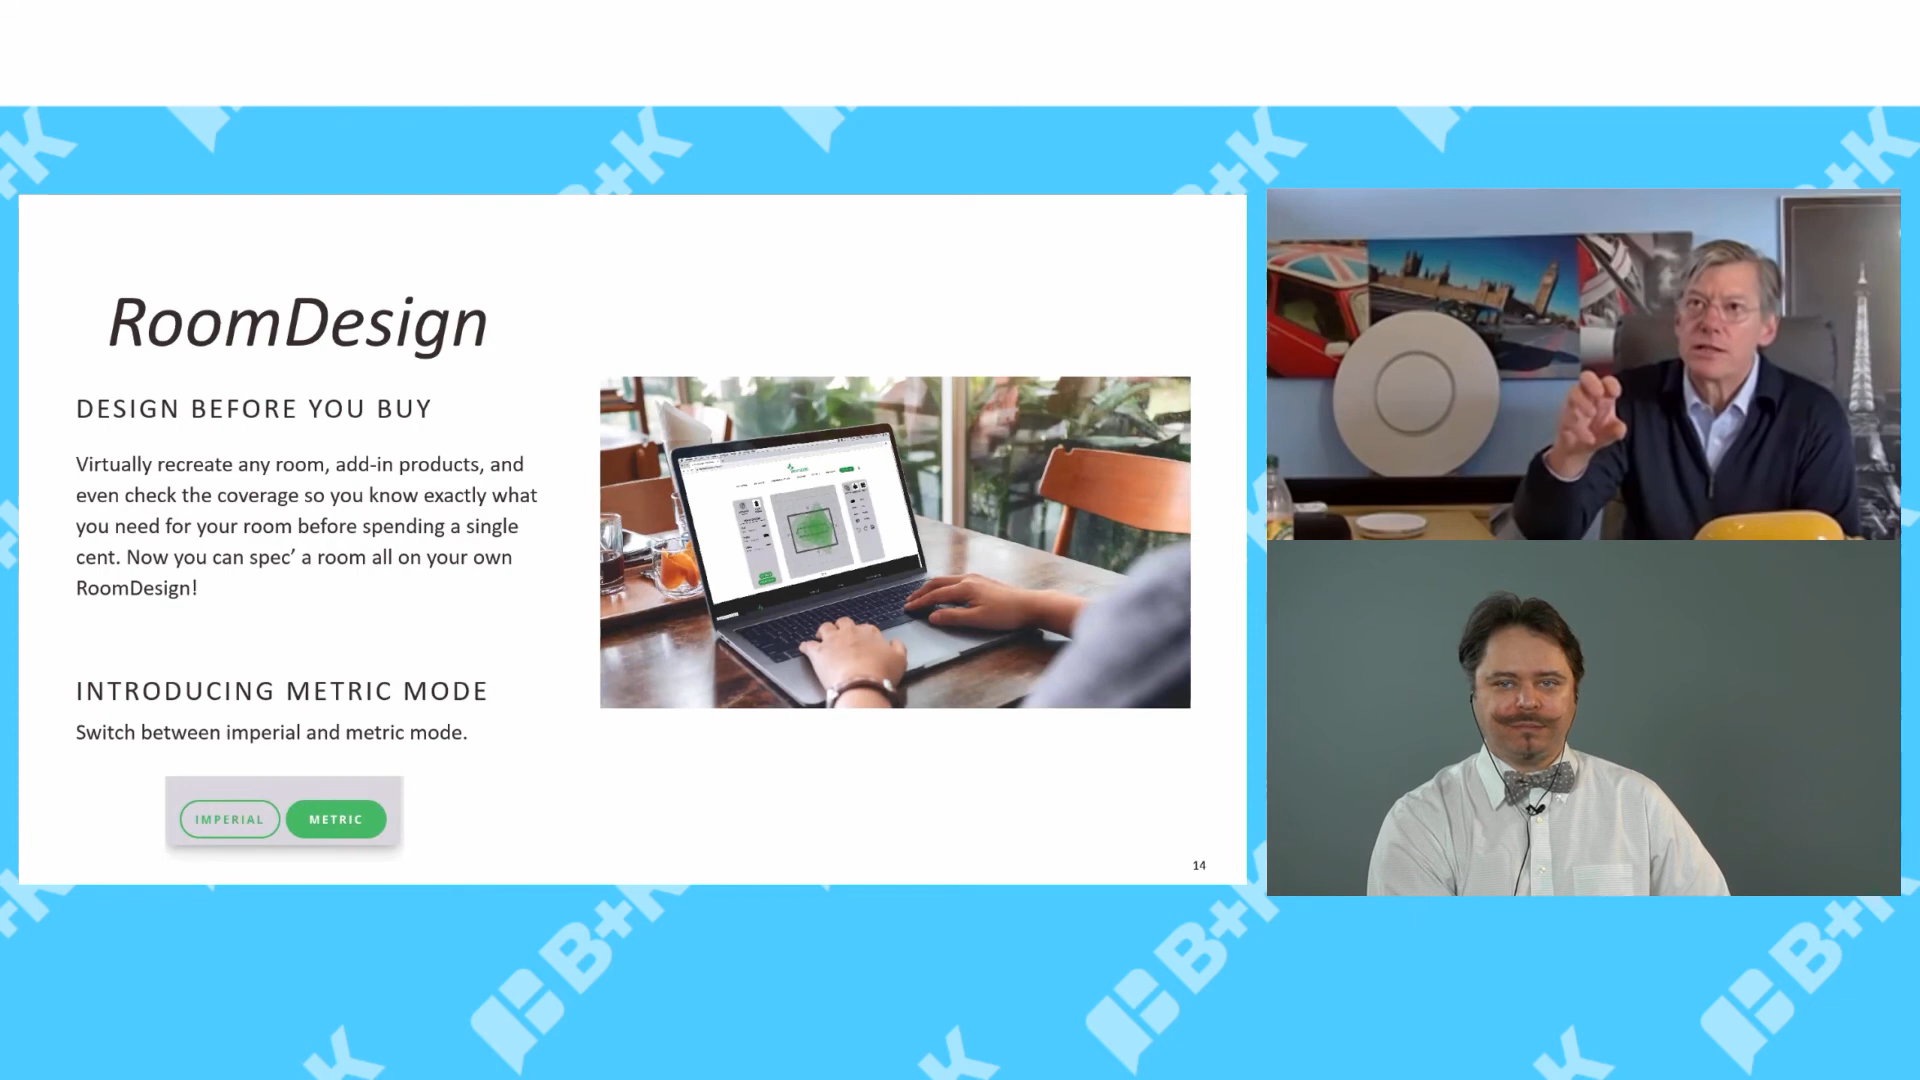 RoomDesign
DESIGN BEFORE YOU BUY
Virtually recreate any room, add-in products, and
even check the coverage so you know exactly what
you need for your room before spending a single
cent. Now you can spec’ a room all on your own
RoomDesign!
INTRODUCING METRIC MODE
Switch between imperial and metric mode.
IMPERIAL METRIC
14
B+K
B+K
B+K
B+K
B+K
B+K